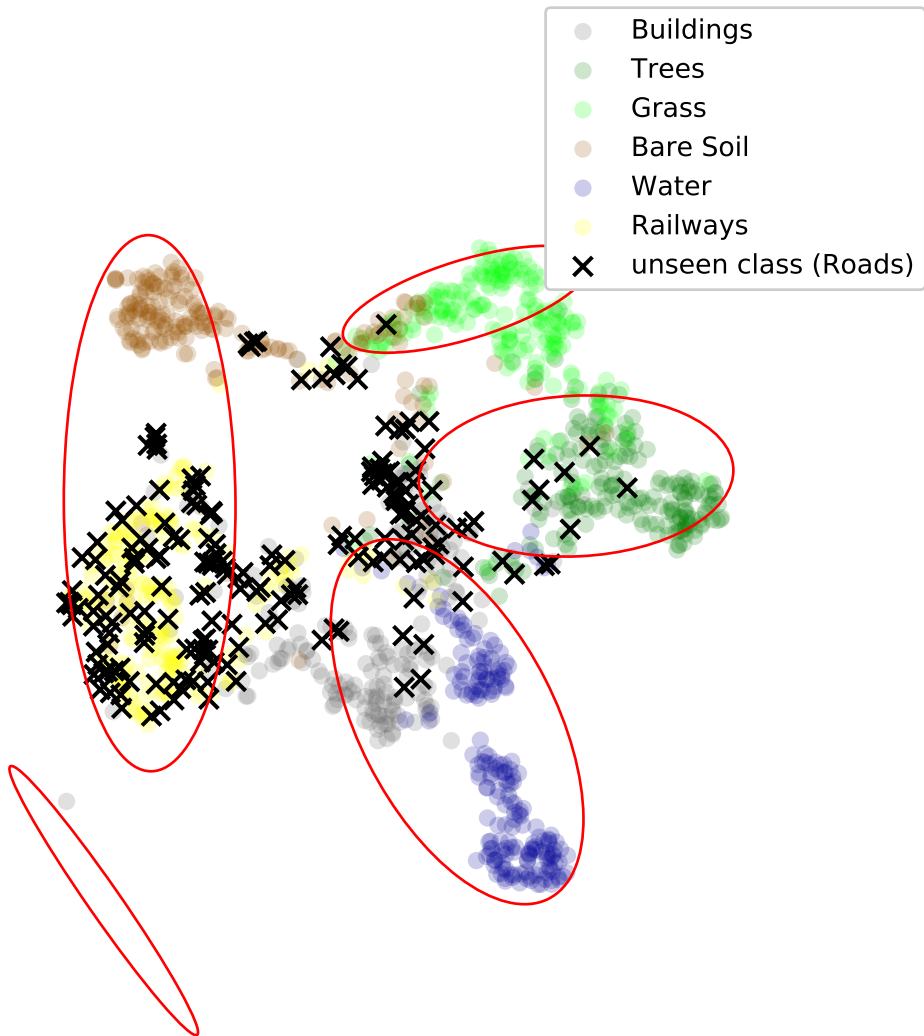 Buildings
Trees
Grass
Bare Soil
Water
Railways
unseen class (Roads)